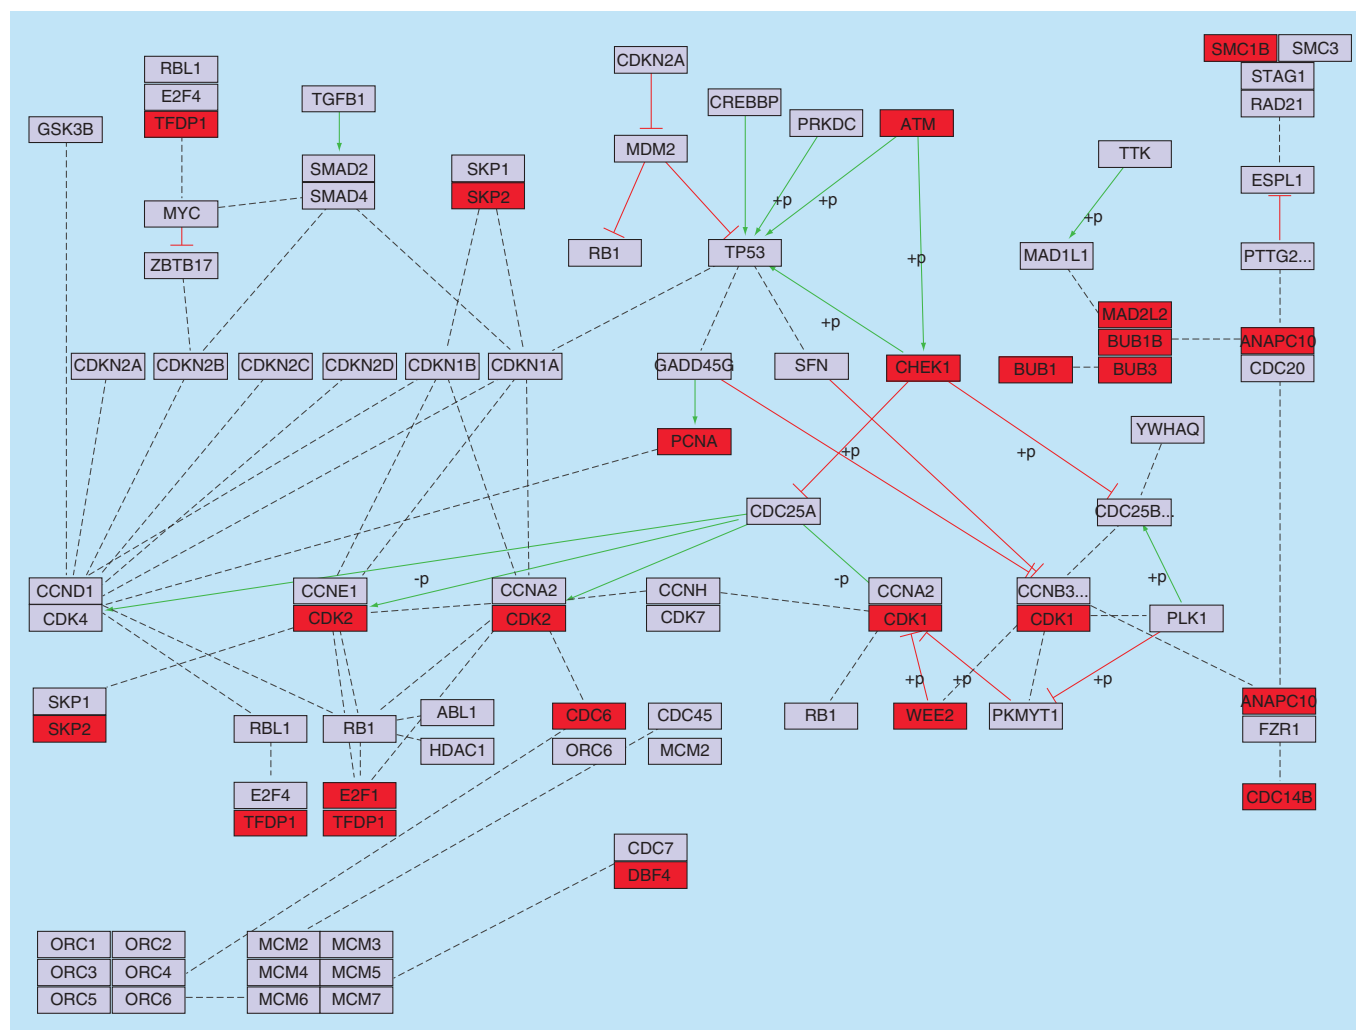 SMC1B SMC3
CDKN2A
RBL1
STAG1
E2F4
TGFB1
CREBBP
RAD21
TFDP1
GSK3B
PRKDC
ATM
MDM2
TTK
SMAD2
SKP1
ESPL1
SMAD4
SKP2
+p
+p
MYC
+p
RB1
TP53
MAD1L1
PTTG2...
ZBTB17
+p
MAD2L2
+p
BUB1B
ANAPC10
CDKN2A CDKN2B CDKN2C CDKN2D CDKN1B CDKN1A GADD45G SFN CHEK1 BUB1 BUB3 CDC20
YWHAQ
PCNA
+p
+p
CDC25A
CDC25B...
-p
-p
+p
CCND1 CCNE1 CCNA2 CCNH CCNA2 CCNB3...
CDK4 CDK2 CDK2 CDK7 CDK1 CDK1 PLK1
+p
+p
+p
SKP1
ABL1
ANAPC10
SKP2
RBL1
RB1
CDC6
CDC45
RB1
WEE2
PKMYT1
FZR1
HDAC1
ORC6
MCM2
E2F4
E2F1
CDC14B
TFDP1
TFDP1
CDC7
DBF4
ORC1 ORC2 MCM2 MCM3
ORC3 ORC4 MCM4 MCM5
ORC5 ORC6 MCM6 MCM7